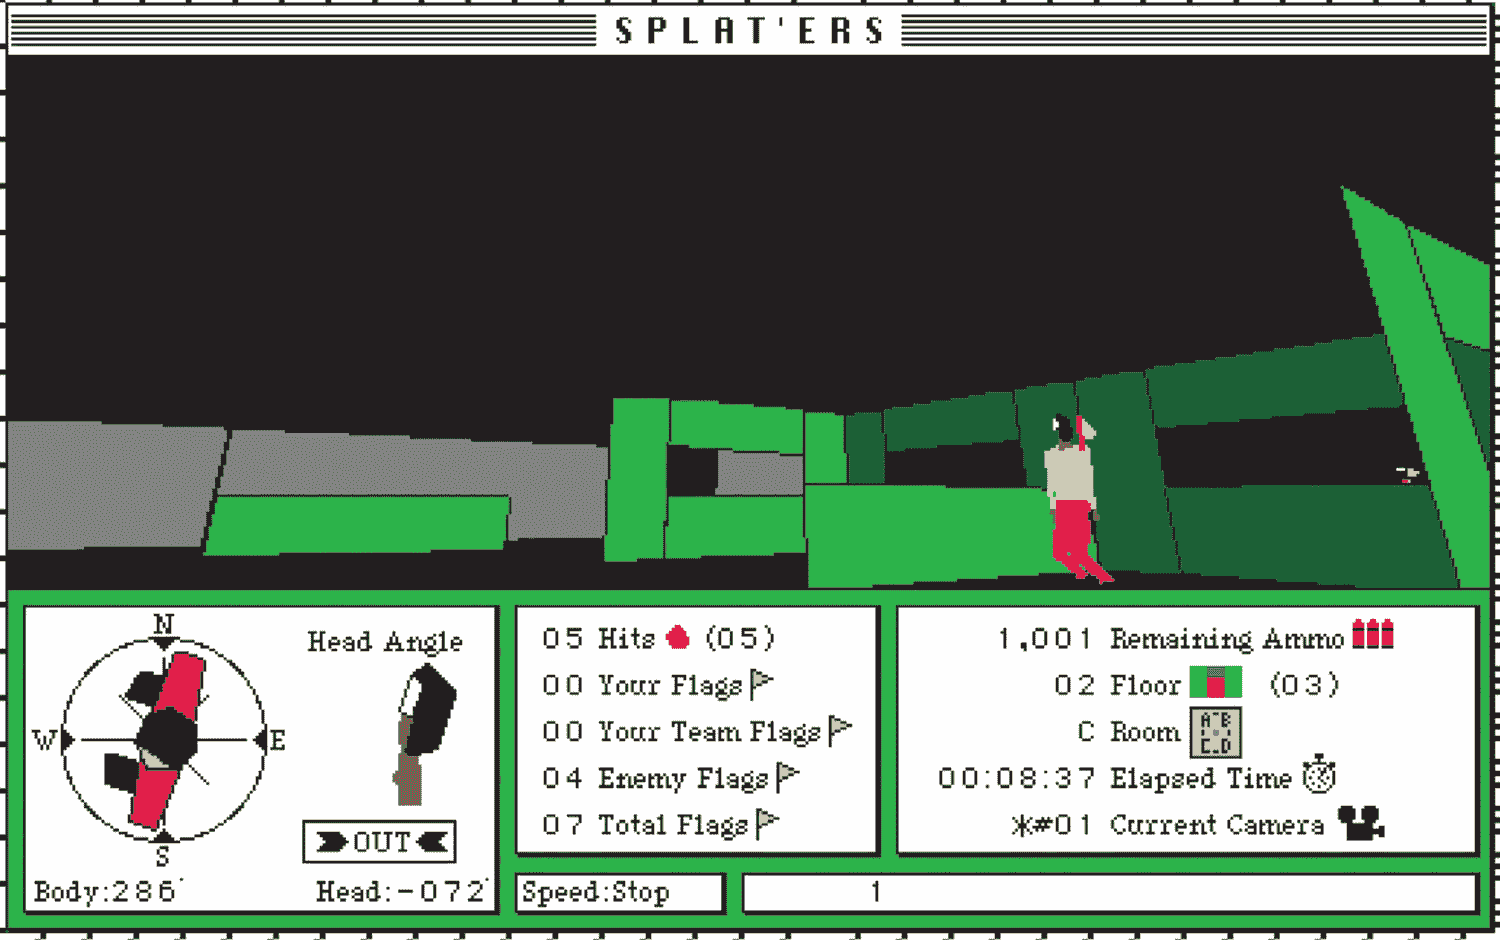 SPLAT'ERS
N
W E
S
Head Angle
OUT
Body:286°
Head:-072°
05 Hits (05)
00 Your Flags
00 Your Team Flags
04 Enemy Flags
07 Total Flags
1,001 Remaining Ammo
02 Floor (03)
C Room
A B
C D
00:08:37 Elapsed Time
*#01 Current Camera
Speed:Stop
1